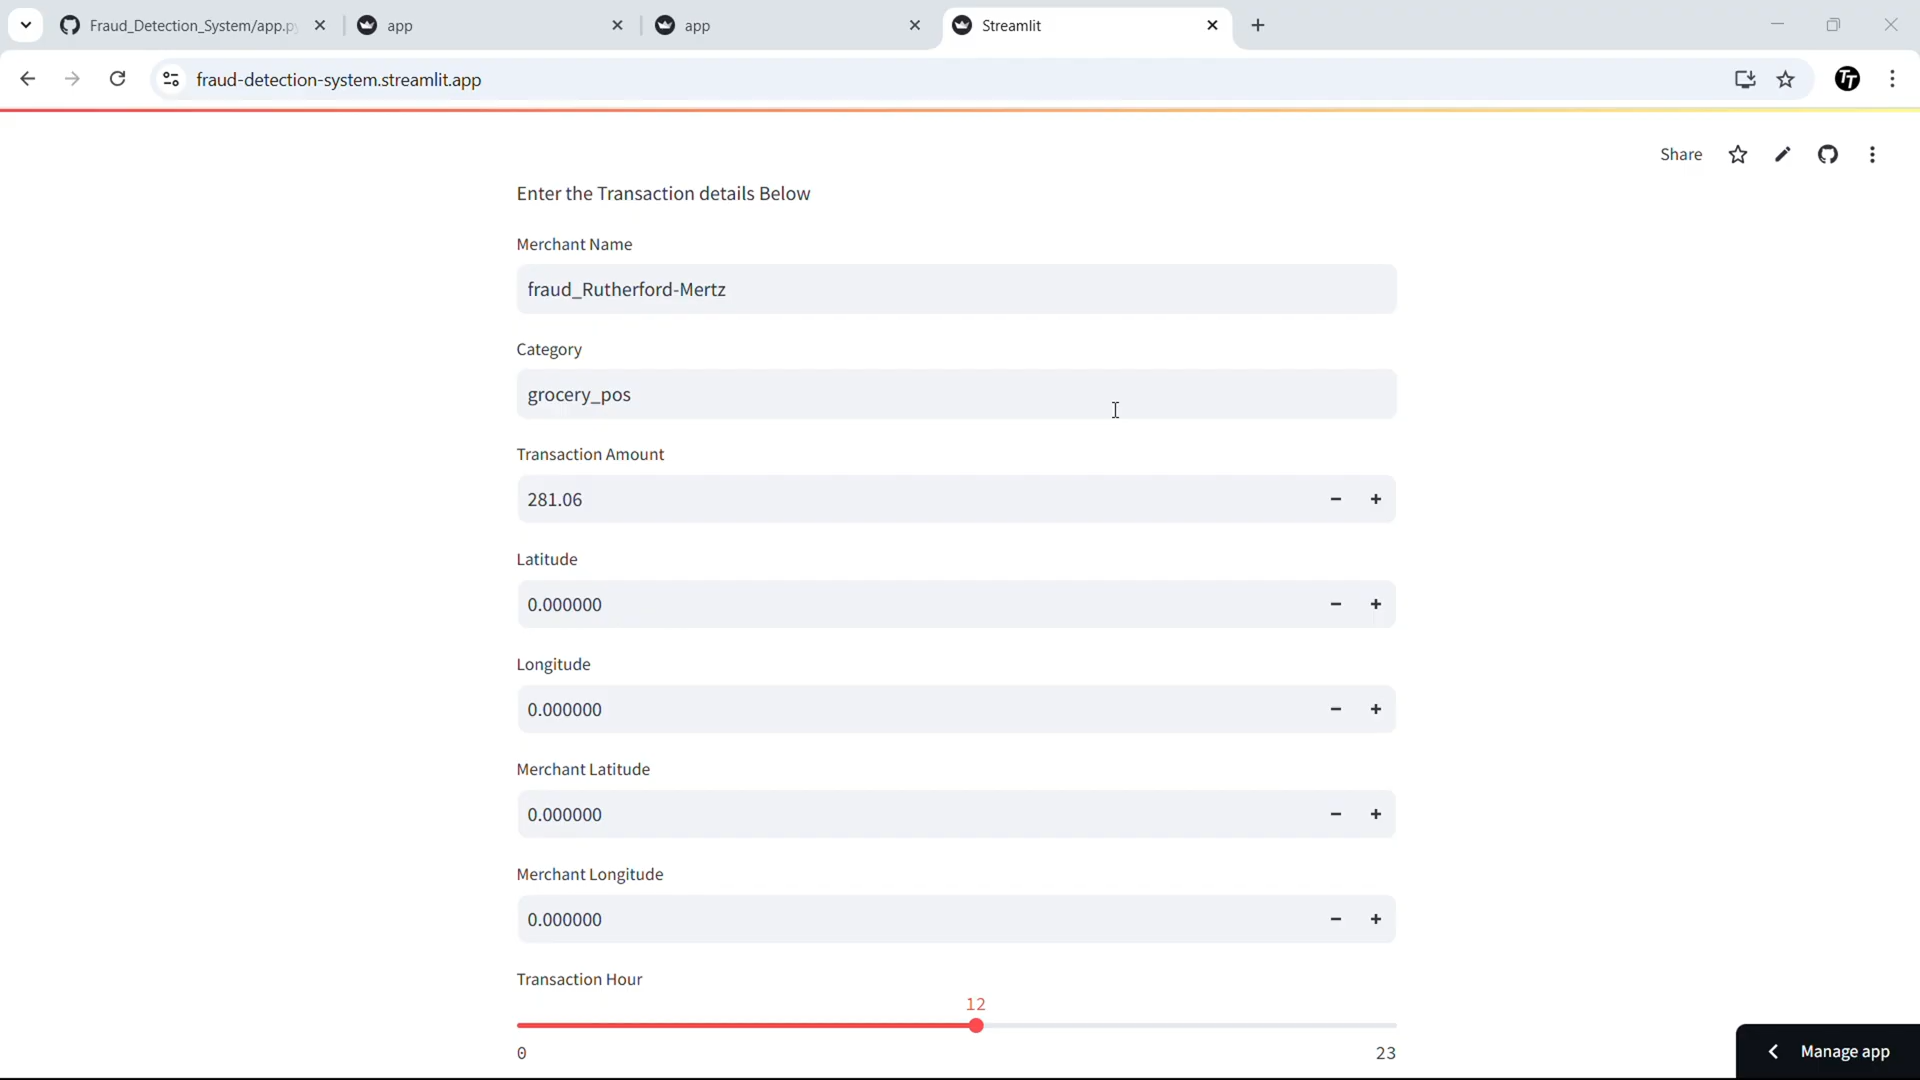 Fraud_Detection_System/app.py
app
app
Streamlit
fraud-detection-system.streamlit.app
Share
Enter the Transaction details Below
Merchant Name
fraud_Rutherford-Mertz
Category
grocery_pos
Transaction Amount
281.06
Latitude
0.000000
Longitude
0.000000
Merchant Latitude
0.000000
Merchant Longitude
0.000000
Transaction Hour
12
0 23
Manage app